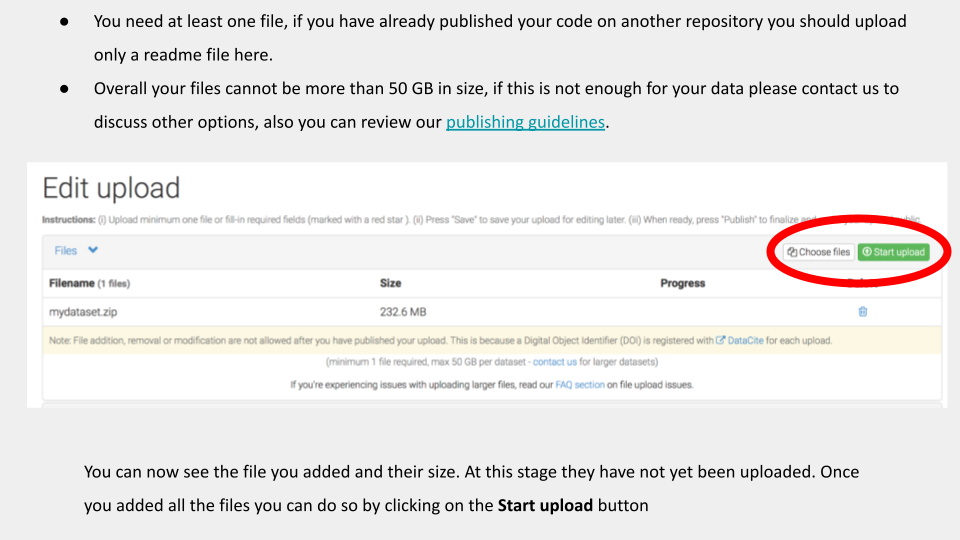 ● You need at least one file, if you have already published your code on another repository you should upload
only a readme file here.
● Overall your files cannot be more than 50 GB in size, if this is not enough for your data please contact us to
discuss other options, also you can review our publishing guidelines.
Edit upload
Instructions: (i) Upload minimum one file or fill-in required fields (marked with a red star ). (ii) Press "Save" to save your upload for editing later. (iii) When ready, press "Publish" to finalize
Files
Choose files Start upload
Filename (1 files) Size Progress
mydataset.zip 232.6 MB
Note: File addition, removal or modification are not allowed after you have published your upload. This is because a Digital Object Identifier (DOI) is registered with DataCite for each upload.
(minimum 1 file required, max 50 GB per dataset - contact us for larger datasets)
If you're experiencing issues with uploading larger files, read our FAQ section on file upload issues.
You can now see the file you added and their size. At this stage they have not yet been uploaded. Once
you added all the files you can do so by clicking on the Start upload button